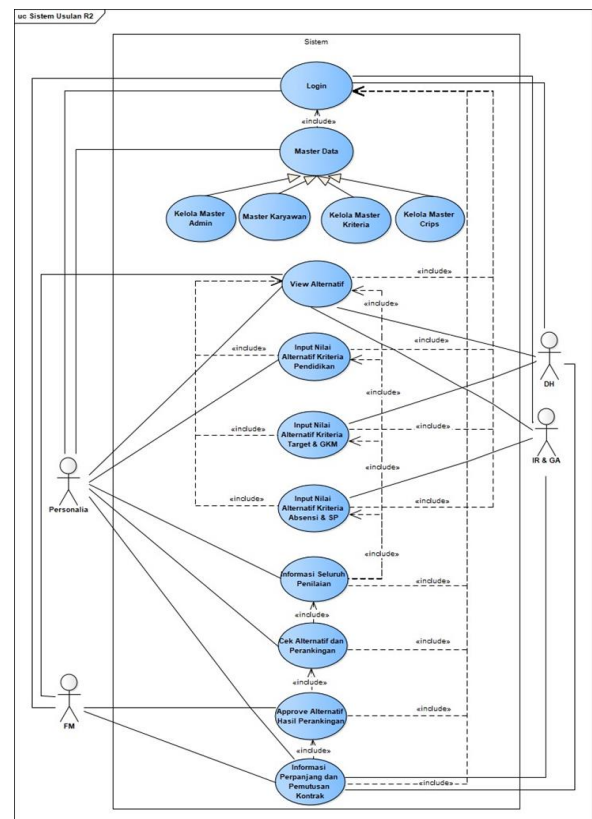 uc Sistem Usulan R2
Sistem
Login
«include»
Master Data
Kelola Master
Admin
Master Karyawan
Kelola Master
Kriteria
Kelola Master
Crips
View Alternatif
«include»
«include»
Input Nilai
Alternatif Kriteria
Pendidikan
«include»
DH
«include»
«include»
Input Nilai
Alternatif Kriteria
Target & GKM
«include»
IR & GA
«include»
Personalia
«include»
Input Nilai
Alternatif Kriteria
Absensi & SP
«include»
«include»
Informasi Seluruh
Penilaian
«include»
«include»
Cek Alternatif dan
Perankingan
«include»
«include»
FM
Approve Alternatif
Hasil Perankingan
«include»
«include»
Informasi
Perpanjang dan
Pemutusan
Kontrak
«include»